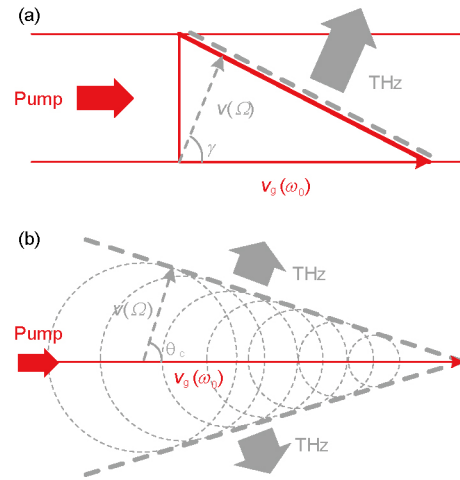 (a)
THz
Pump
v(Ω)
γ
vg(ω0)
(b)
THz
v(Ω)
Pump
θc
vg(ω0)
THz